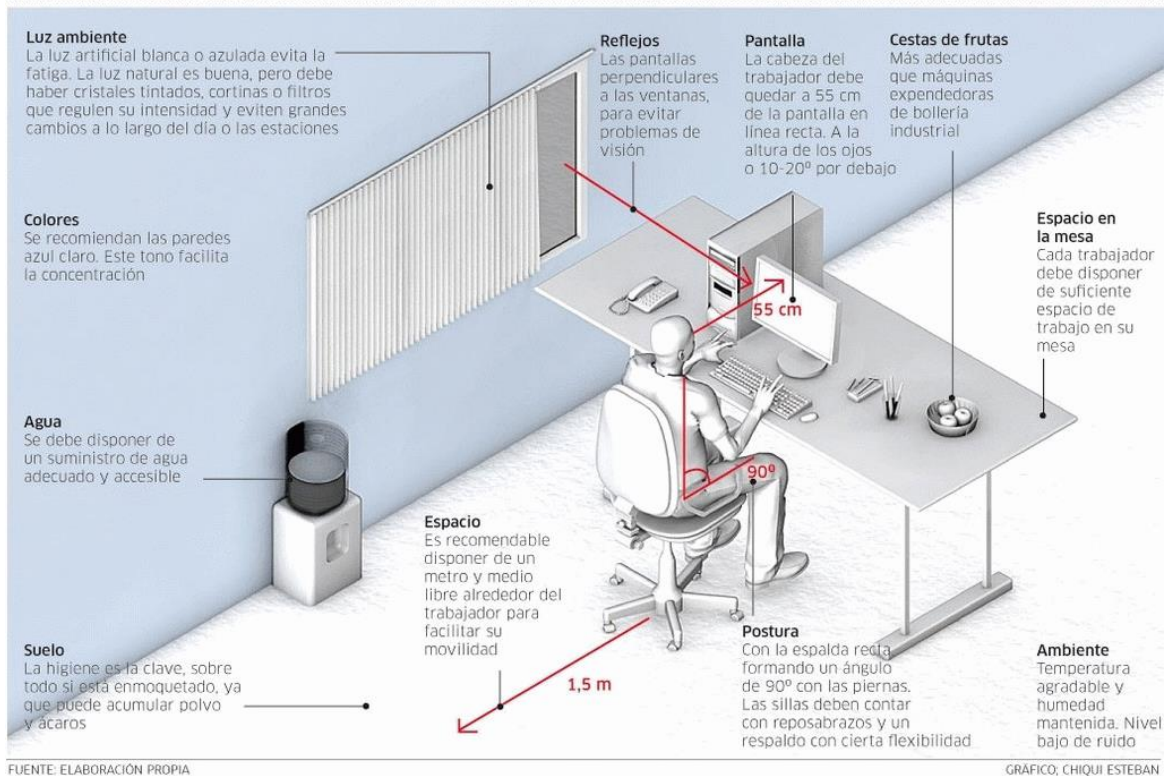 Luz ambiente
La luz artificial blanca o azulada evita la
fatiga. La luz natural es buena, pero debe
haber cristales tintados, cortinas o filtros
que regulen su intensidad y eviten grandes
cambios a lo largo del día o las estaciones
Reflejos
Las pantallas
perpendiculares
a las ventanas,
para evitar
problemas de
visión
Pantalla
La cabeza del
trabajador debe
quedar a 55 cm
de la pantalla en
línea recta. A la
altura de los ojos
o 10-20º por debajo
Cestas de frutas
Más adecuadas
que máquinas
expendedoras
de bollería
industrial
Colores
Se recomiendan las paredes
azul claro. Este tono facilita
la concentración
Espacio en
la mesa
Cada trabajador
debe disponer
de suficiente
espacio de
trabajo en su
mesa
55 cm
Agua
Se debe disponer de
un suministro de agua
adecuado y accesible
90º
Espacio
Es recomendable
disponer de un
metro y medio
libre alrededor del
trabajador para
facilitar su
movilidad
Suelo
La higiene es la clave, sobre
todo si está enmoquetado, ya
que puede acumular polvo
y ácaros
1,5 m
Postura
Con la espalda recta
formando un ángulo
de 90º con las piernas.
Las sillas deben contar
con reposabrazos y un
respaldo con cierta flexibilidad
Ambiente
Temperatura
agradable y
humedad
mantenida. Nivel
bajo de ruido
FUENTE: ELABORACIÓN PROPIA
GRÁFICO; CHIQUI ESTEBAN